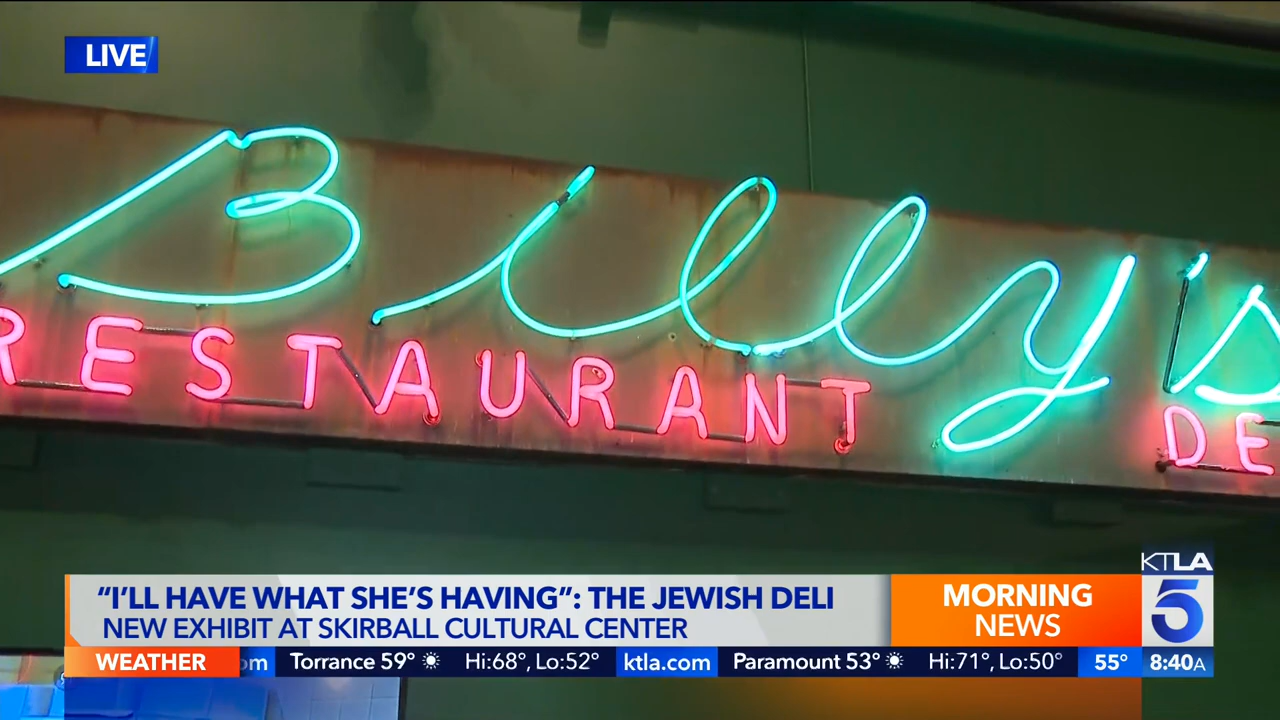 LIVE
Billy's
RESTAURANT DE
"I'LL HAVE WHAT SHE'S HAVING": THE JEWISH DELI
NEW EXHIBIT AT SKIRBALL CULTURAL CENTER
MORNING
NEWS
KTLA
5
WEATHER om Torrance 59° Hi:68°, Lo:52° ktla.com Paramount 53° Hi:71°, Lo:50° 55° 8:40A